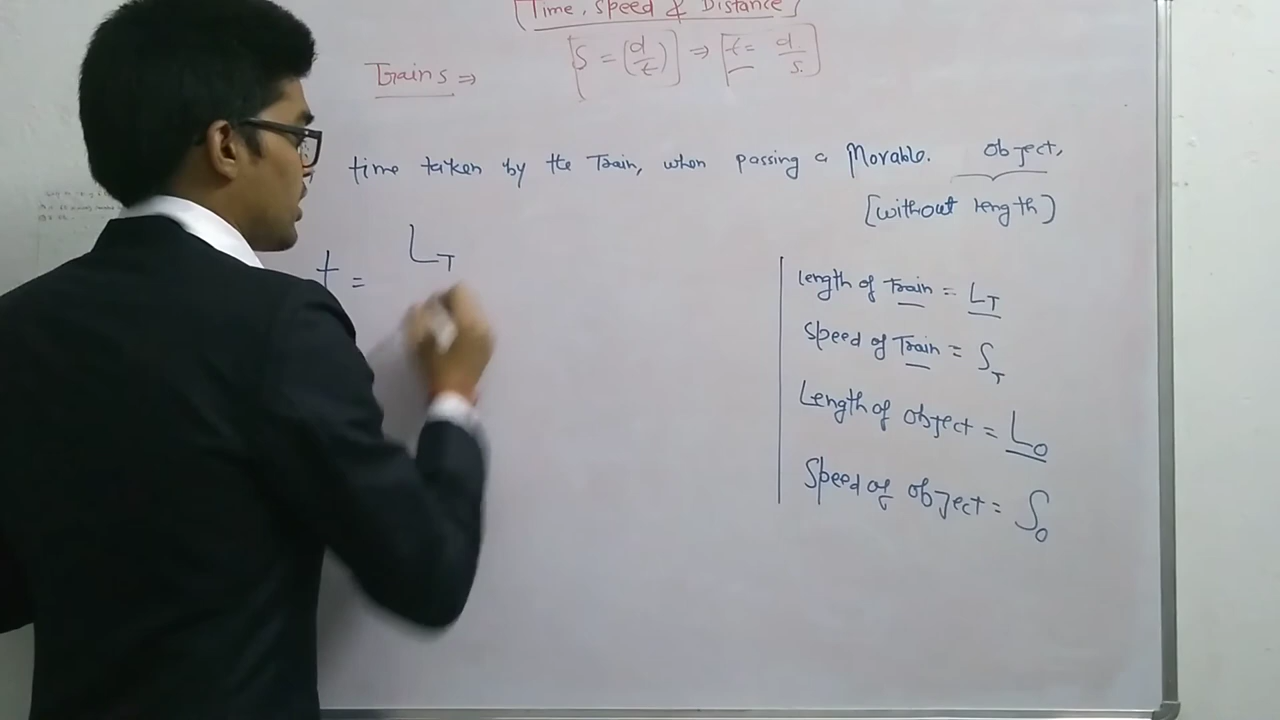 [Time, Speed & Distance]
Trains ⇒ [S = (d/t)] ⇒ [t = d/s.]
time taken by the Train, when passing a Movable. object,
[without length)
t = L_T
Length of Train = L_T
Speed of Train = S_T
Length of object = L_O
Speed of object = S_O